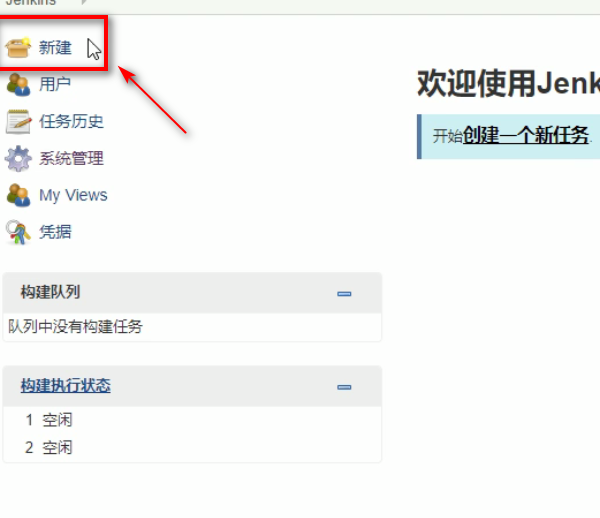 Jenkins
新建
用户
任务历史
系统管理
My Views
凭据
构建队列
队列中没有构建任务
构建执行状态
1 空闲
2 空闲
欢迎使用Jenk
开始创建一个新任务.